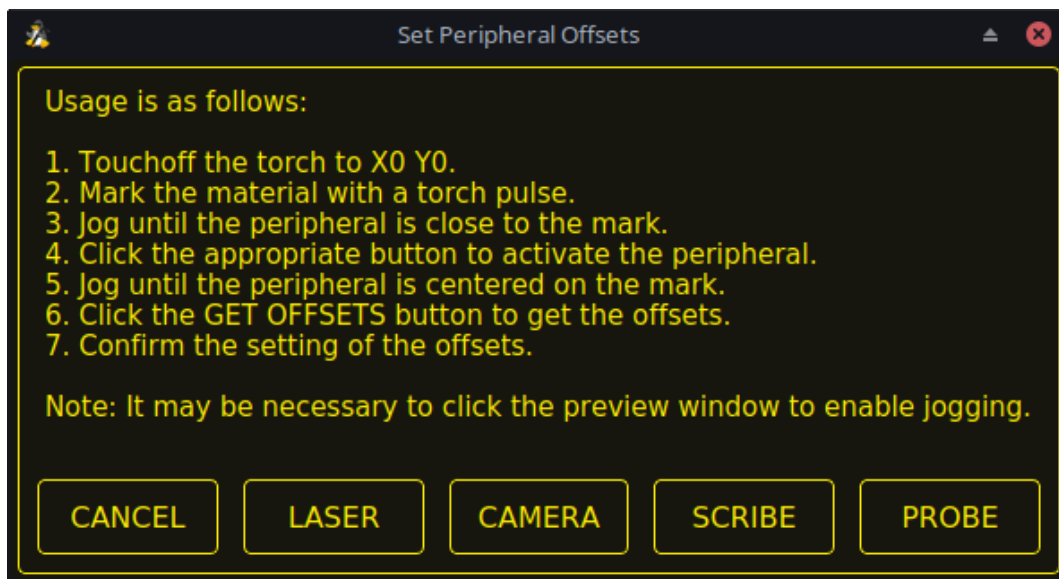 Set Peripheral Offsets
Usage is as follows:
1. Touchoff the torch to X0 Y0.
2. Mark the material with a torch pulse.
3. Jog until the peripheral is close to the mark.
4. Click the appropriate button to activate the peripheral.
5. Jog until the peripheral is centered on the mark.
6. Click the GET OFFSETS button to get the offsets.
7. Confirm the setting of the offsets.
Note: It may be necessary to click the preview window to enable jogging.
CANCEL LASER CAMERA SCRIBE PROBE